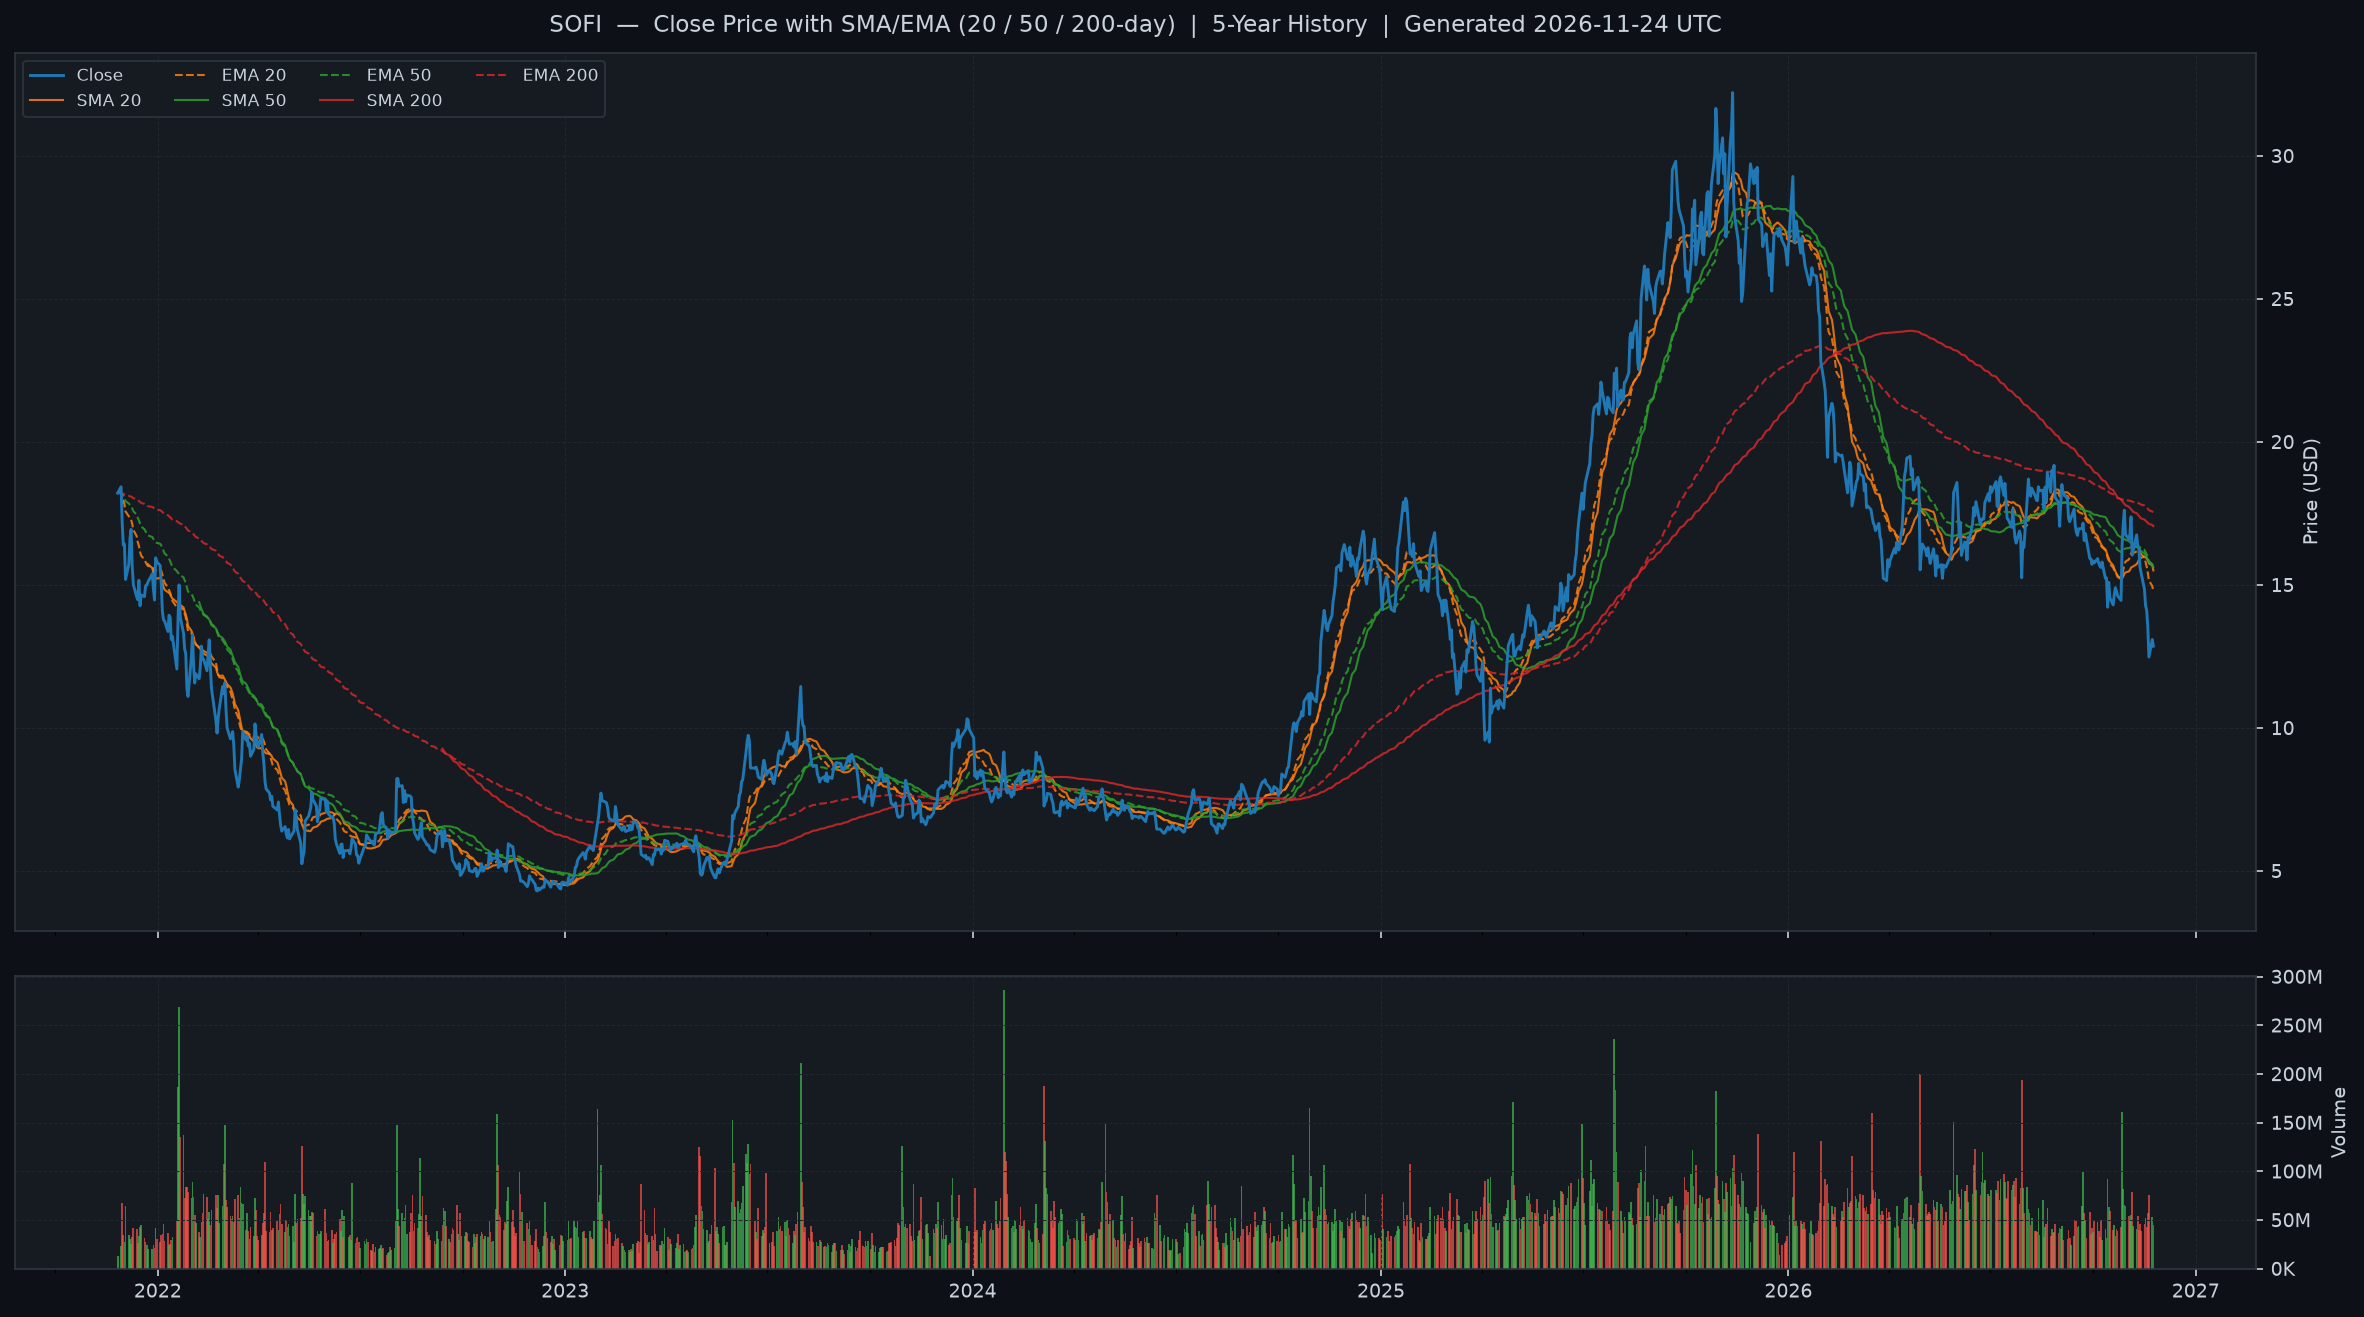 SOFI — Close Price with SMA/EMA (20 / 50 / 200-day) | 5-Year History | Generated 2026-11-24 UTC
Close EMA 20 EMA 50 EMA 200
SMA 20 SMA 50 SMA 200
30
25
20
15
10
5
Price (USD)
300M
250M
200M
150M
100M
50M
0K
Volume
2022 2023 2024 2025 2026 2027